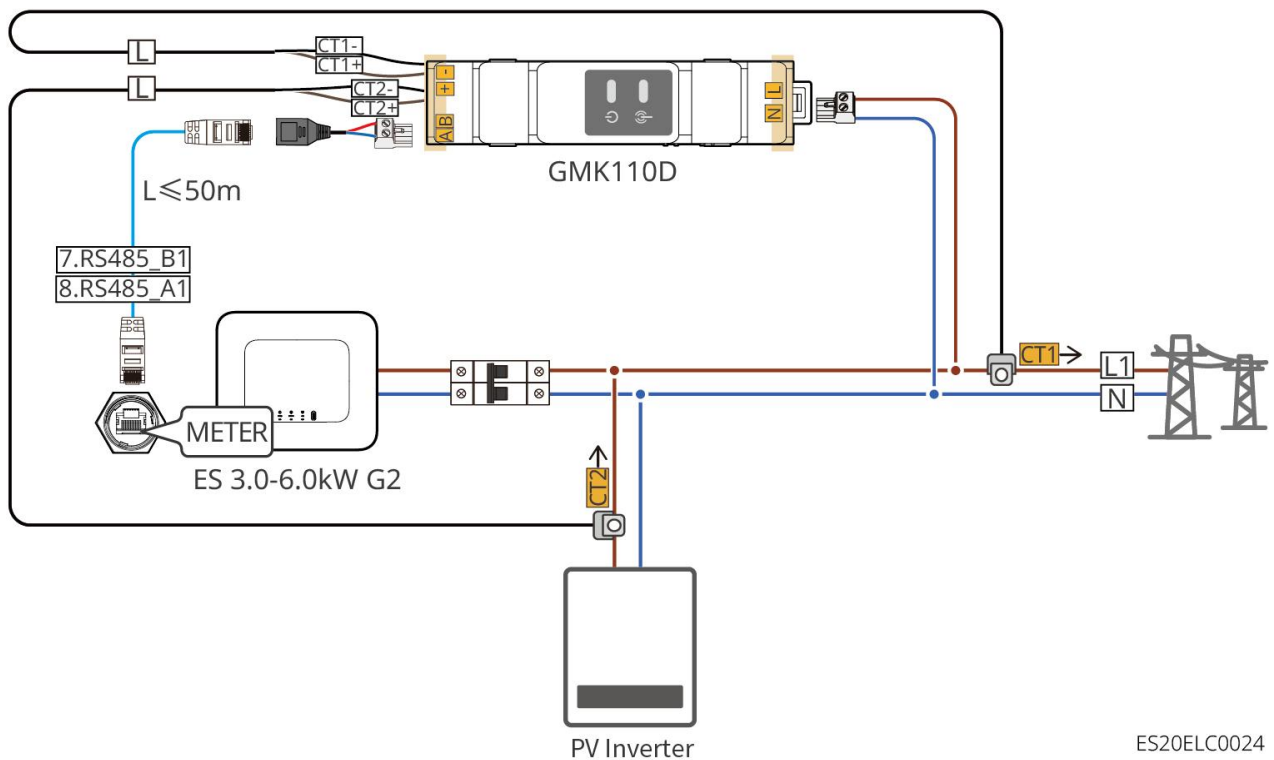 L
CT1-
CT1+
L
CT2-
CT2+
-
+
A B
L
N
GMK110D
L≤50m
7.RS485_B1
8.RS485_A1
METER
ES 3.0-6.0kW G2
CT1
L1
N
CT2
PV Inverter
ES20ELC0024